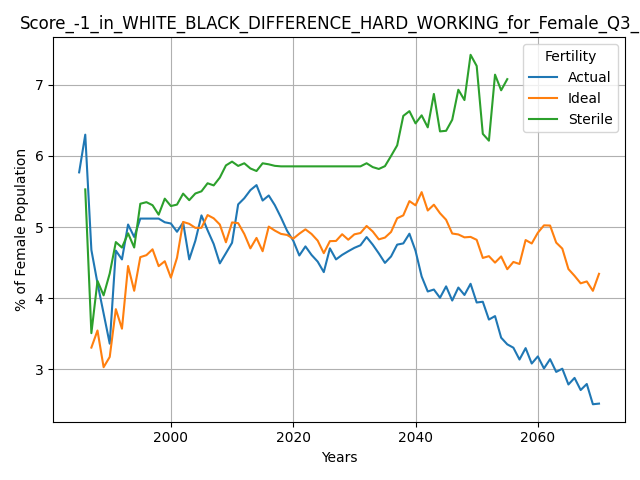 Score_-1_in_WHITE_BLACK_DIFFERENCE_HARD_WORKING_for_Female_Q3_
Fertility
Actual
Ideal
Sterile
% of Female Population
7
6
5
4
3
2000
2020
2040
2060
Years